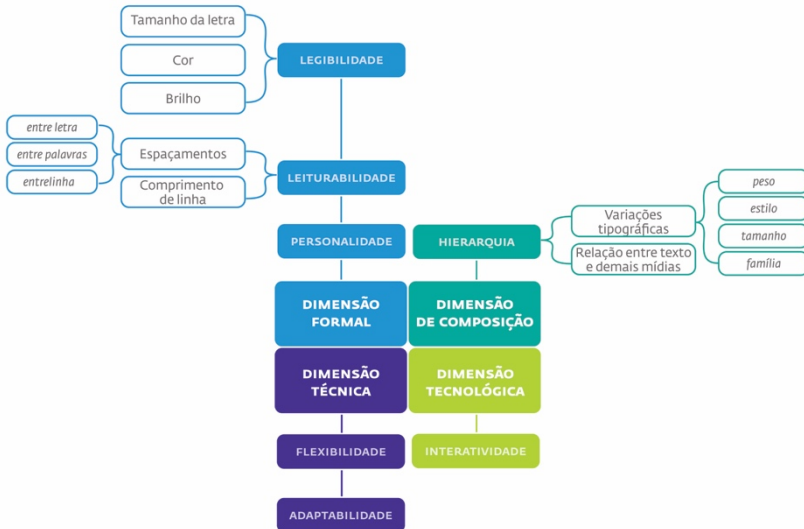 Tamanho da letra
Cor
Brilho
LEGIBILIDADE
entre letra
entre palavras
entrelinha
Espaçamentos
Comprimento
de linha
LEITURABILIDADE
PERSONALIDADE
HIERARQUIA
Variações
tipográficas
Relação entre texto
e demais mídias
peso
estilo
tamanho
família
DIMENSÃO
FORMAL
DIMENSÃO
DE COMPOSIÇÃO
DIMENSÃO
TÉCNICA
DIMENSÃO
TECNOLÓGICA
FLEXIBILIDADE
INTERATIVIDADE
ADAPTABILIDADE